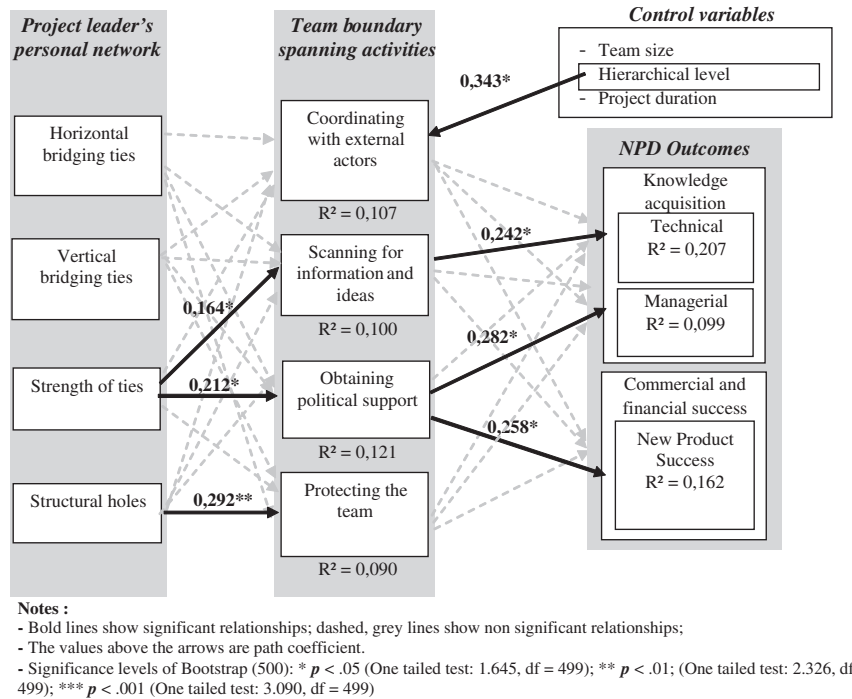 Project leader's
personal network
Horizontal
bridging ties
Vertical
bridging ties
Strength of ties
Structural holes
0,164*
0,212*
0,292**
Team boundary
spanning activities
Coordinating
with external
actors
R² = 0,107
Scanning for
information and
ideas
R² = 0,100
Obtaining
political support
R² = 0,121
Protecting the
team
R² = 0,090
0,343*
0,242*
0,282*
0,258*
Control variables
- Team size
- Hierarchical level
- Project duration
NPD Outcomes
Knowledge
acquisition
Technical
R² = 0,207
Managerial
R² = 0,099
Commercial and
financial success
New Product
Success
R² = 0,162
Notes :
- Bold lines show significant relationships; dashed, grey lines show non significant relationships;
- The values above the arrows are path coefficient.
- Significance levels of Bootstrap (500): * p < .05 (One tailed test: 1.645, df = 499); ** p < .01; (One tailed test: 2.326, df
499); *** p < .001 (One tailed test: 3.090, df = 499)